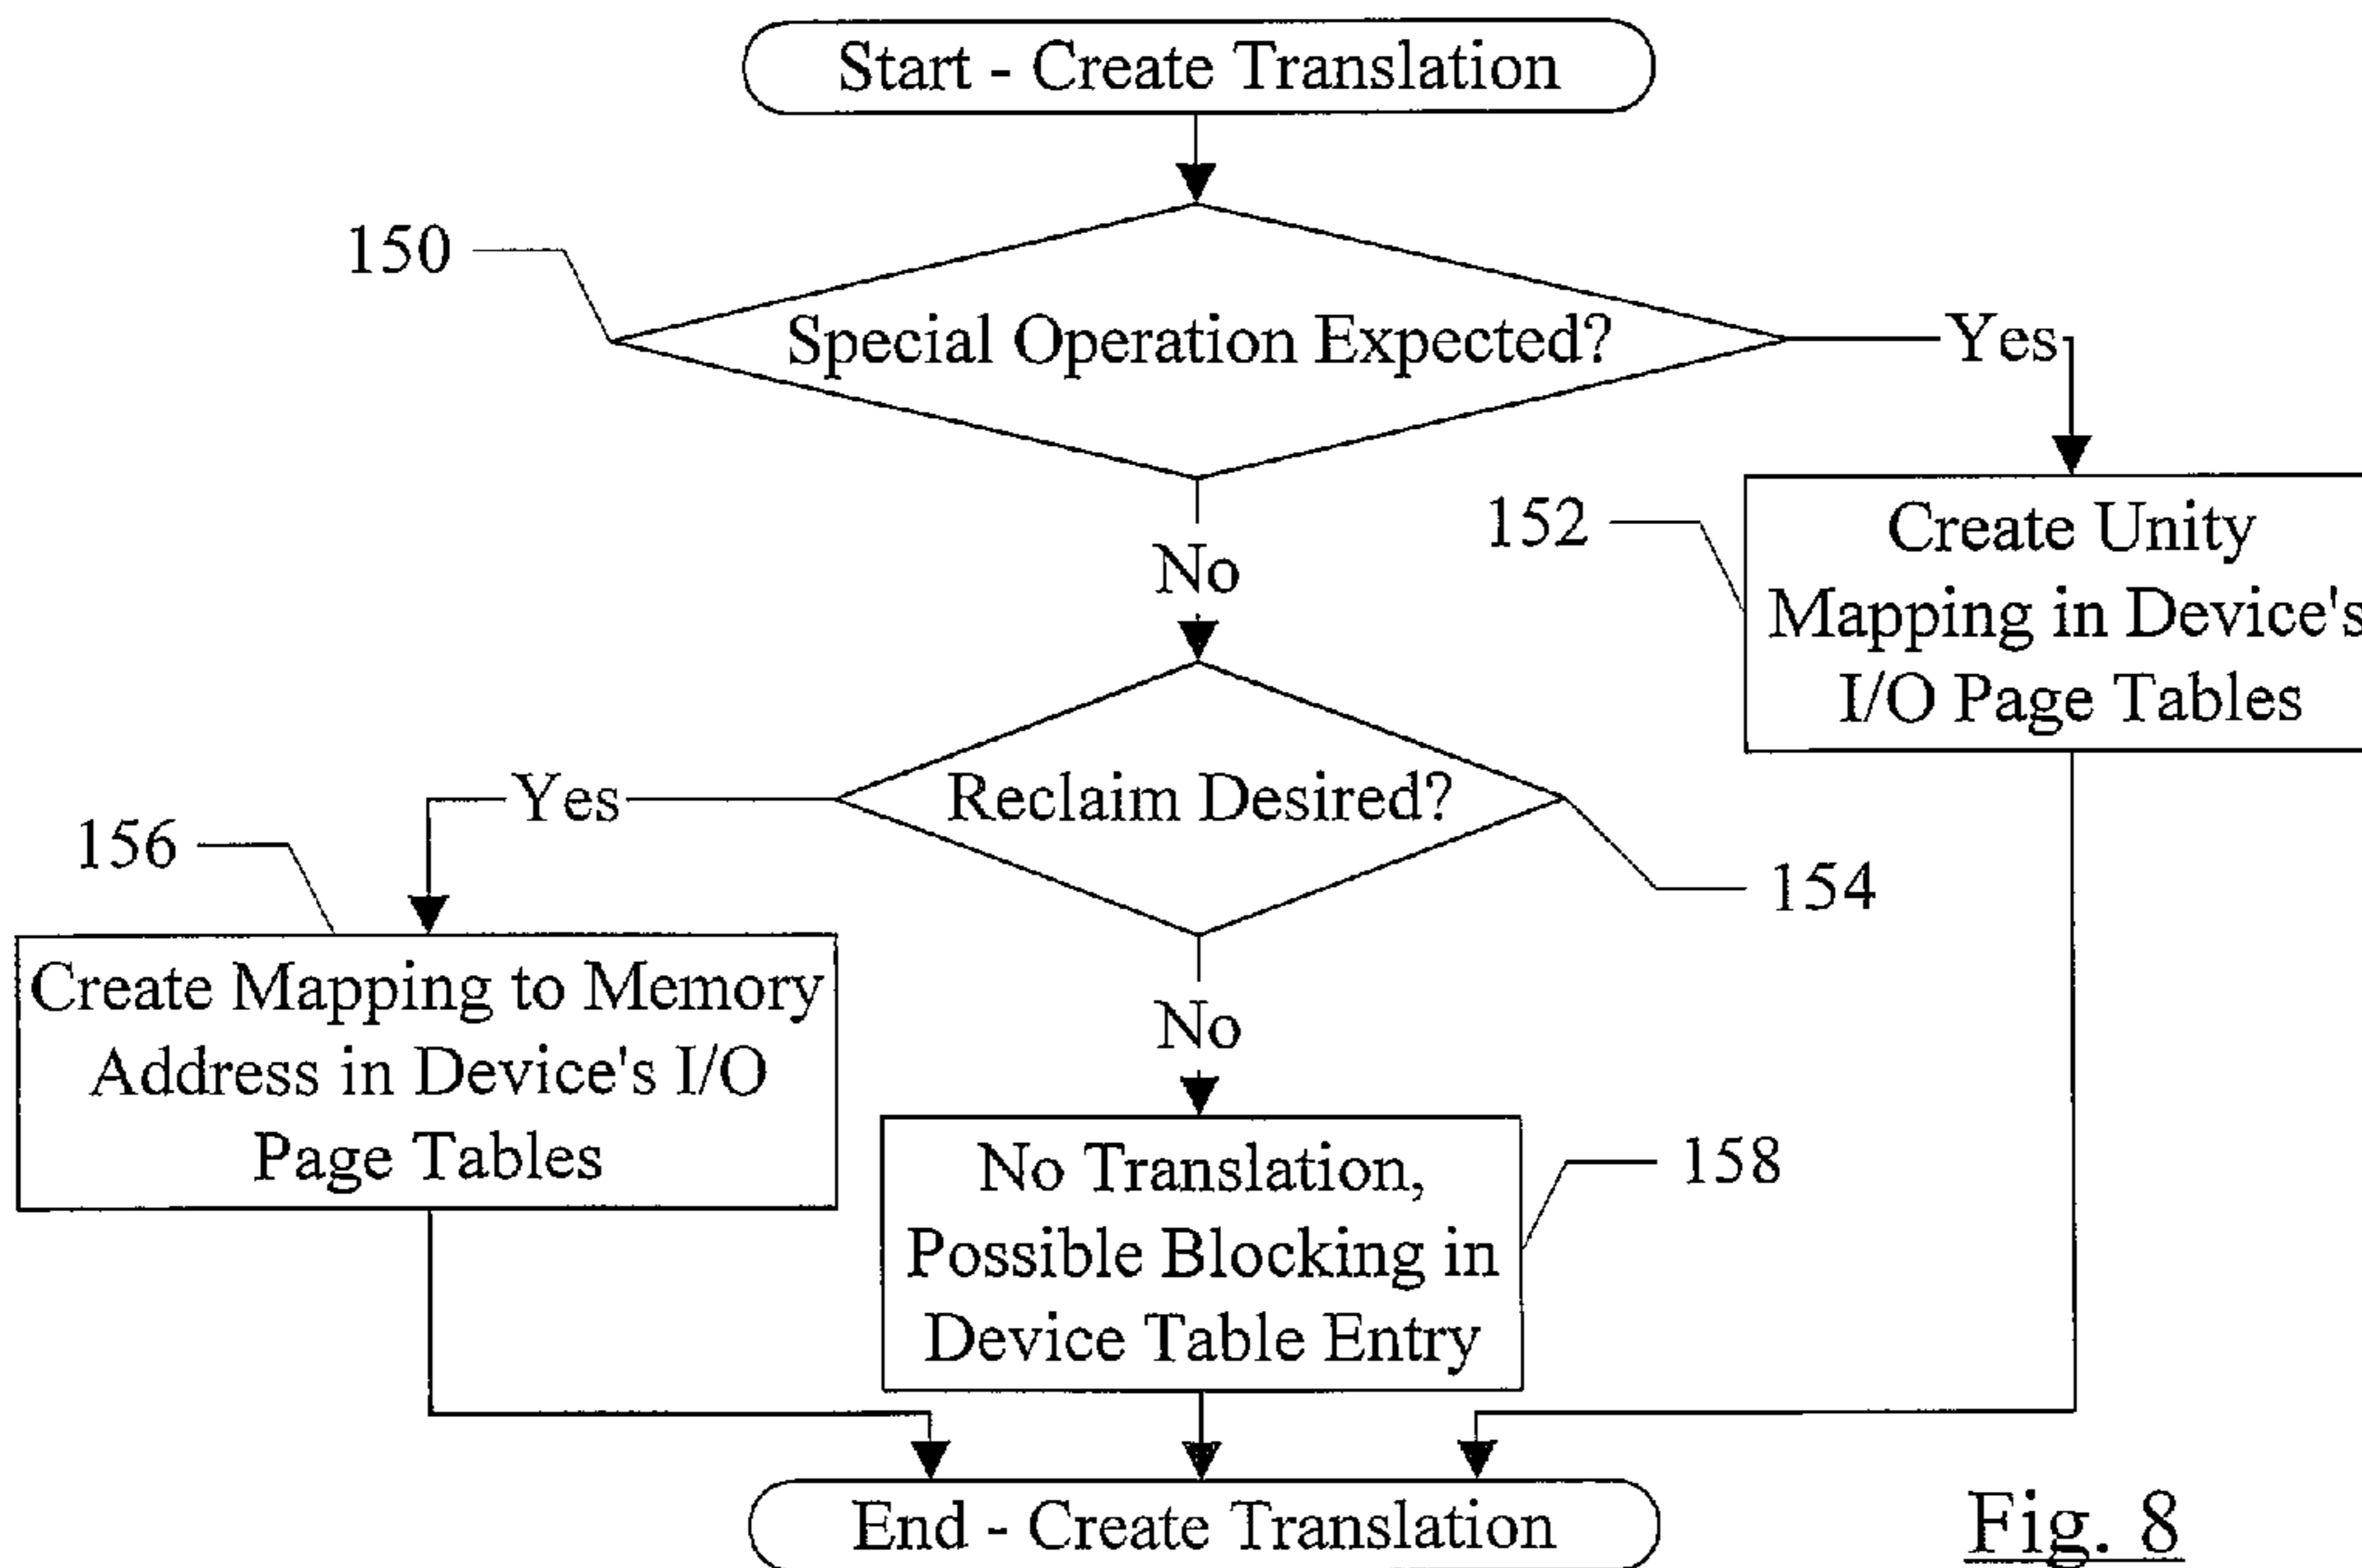 Start - Create Translation
150
Special Operation Expected?
Yes
152
Create Unity
Mapping in Device's
I/O Page Tables
No
Reclaim Desired?
Yes
154
156
Create Mapping to Memory
Address in Device's I/O
Page Tables
No
No Translation,
Possible Blocking in
Device Table Entry
158
End - Create Translation
Fig. 8